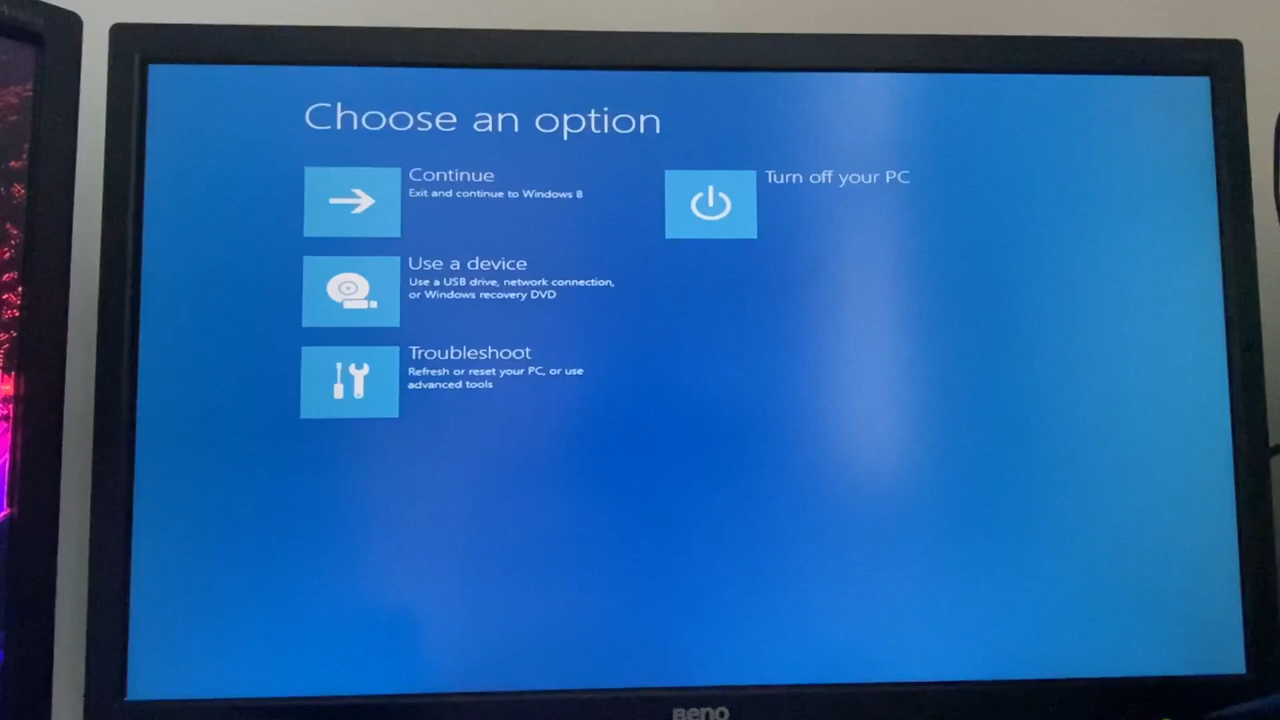 Choose an option
Continue
Exit and continue to Windows 8
Turn off your PC
Use a device
Use a USB drive, network connection,
or Windows recovery DVD
Troubleshoot
Refresh or reset your PC, or use
advanced tools
BenQ